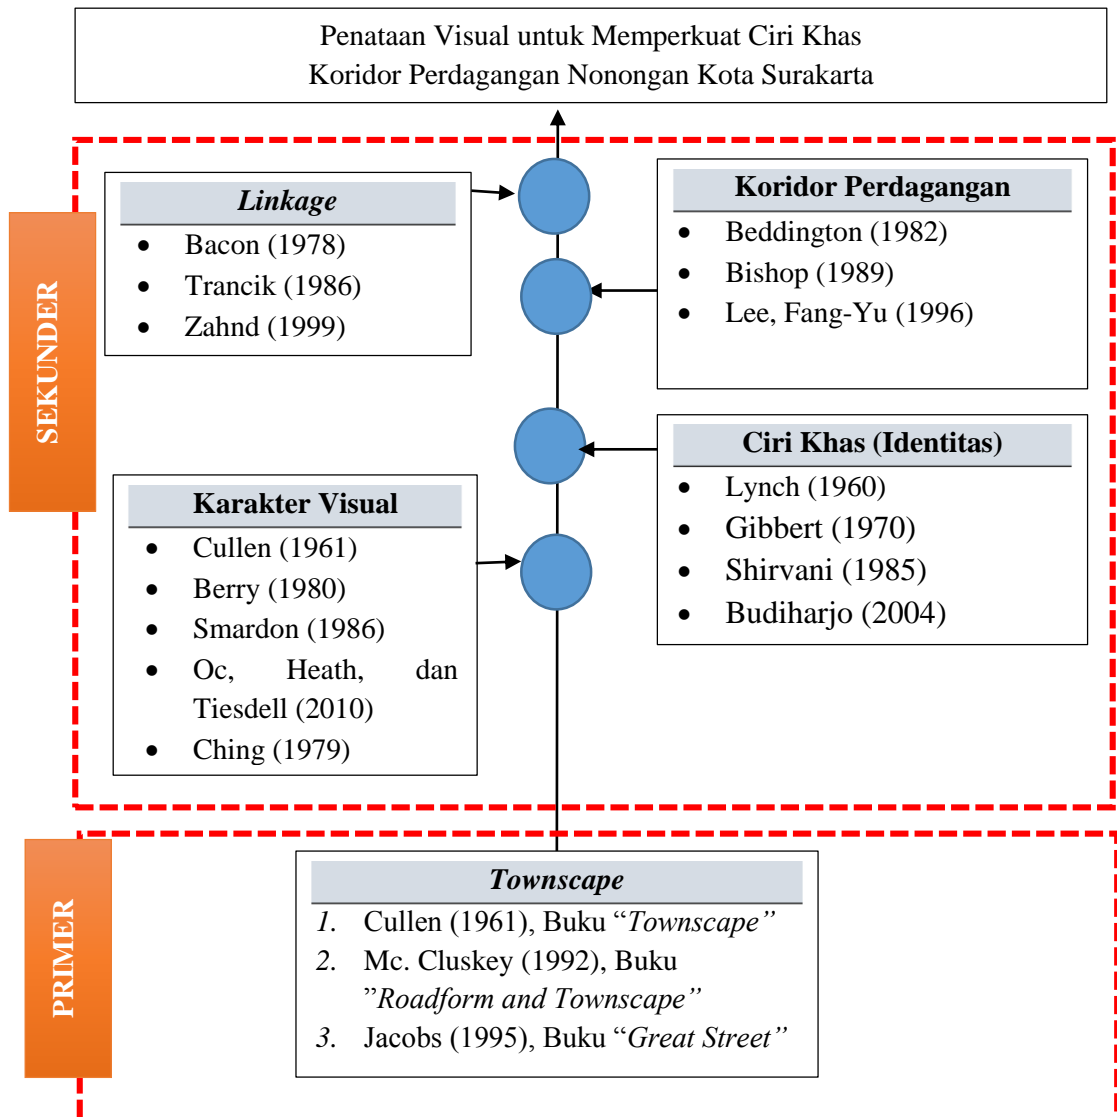 Penataan Visual untuk Memperkuat Ciri Khas
Koridor Perdagangan Nonongan Kota Surakarta
SEKUNDER
Linkage
• Bacon (1978)
• Trancik (1986)
• Zahnd (1999)
Koridor Perdagangan
• Beddington (1982)
• Bishop (1989)
• Lee, Fang-Yu (1996)
Ciri Khas (Identitas)
• Lynch (1960)
• Gibbert (1970)
• Shirvani (1985)
• Budiharjo (2004)
Karakter Visual
• Cullen (1961)
• Berry (1980)
• Smardon (1986)
• Oc, Heath, dan
Tiesdell (2010)
• Ching (1979)
PRIMER
Townscape
1. Cullen (1961), Buku “Townscape”
2. Mc. Cluskey (1992), Buku
”Roadform and Townscape”
3. Jacobs (1995), Buku “Great Street”